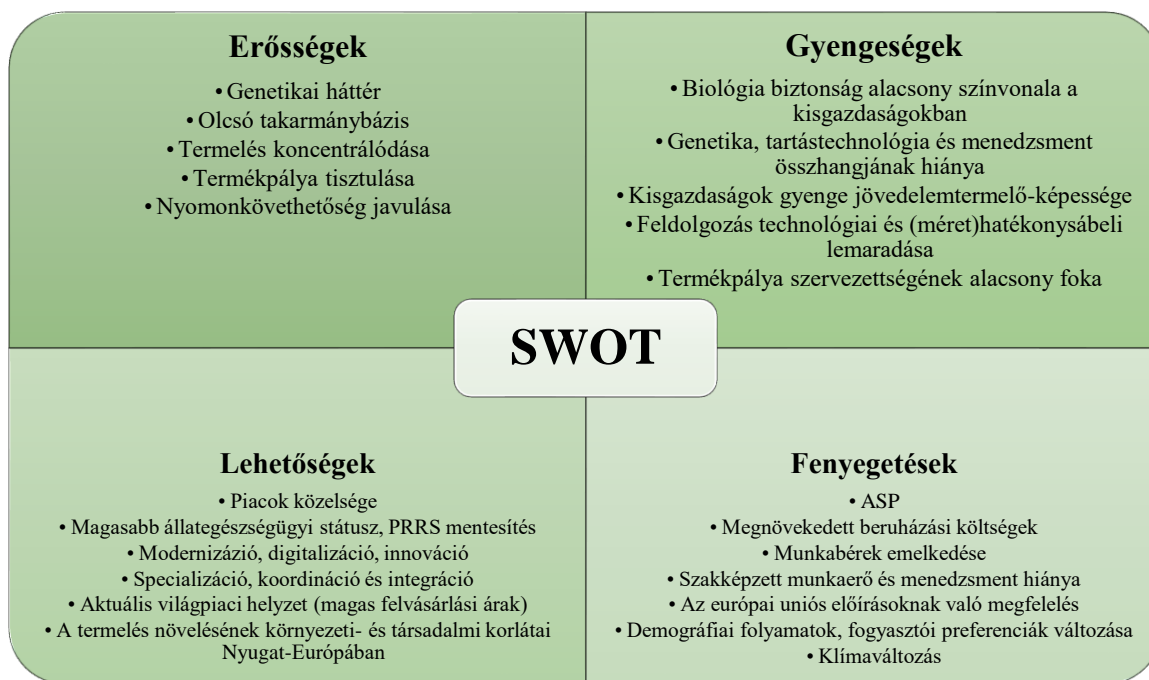 Erősségek
• Genetikai háttér
• Olcsó takarmánybázis
• Termelés koncentrálódása
• Termékpálya tisztulása
• Nyomonkövethetőség javulása
Gyengeségek
• Biológia biztonság alacsony színvonala a
kisgazdaságokban
• Genetika, tartástechnológia és menedzsment
összhangjának hiánya
• Kisgazdaságok gyenge jövedelemtermelő-képessége
• Feldolgozás technológiai és (méret)hatékonysábeli
lemaradása
• Termékpálya szervezettségének alacsony foka
SWOT
Lehetőségek
• Piacok közelsége
• Magasabb állategészségügyi státusz, PRRS mentesítés
• Modernizázió, digitalizáció, innováció
• Specializáció, koordináció és integráció
• Aktuális világpiaci helyzet (magas felvásárlási árak)
• A termelés növelésének környezeti- és társadalmi korlátai
Nyugat-Európában
Fenyegetések
• ASP
• Megnövekedett beruházási költségek
• Munkabérek emelkedése
• Szakképzett munkaerő és menedzsment hiánya
• Az európai uniós előírásoknak való megfelelés
• Demográfiai folyamatok, fogyasztói preferenciák változása
• Klímaváltozás